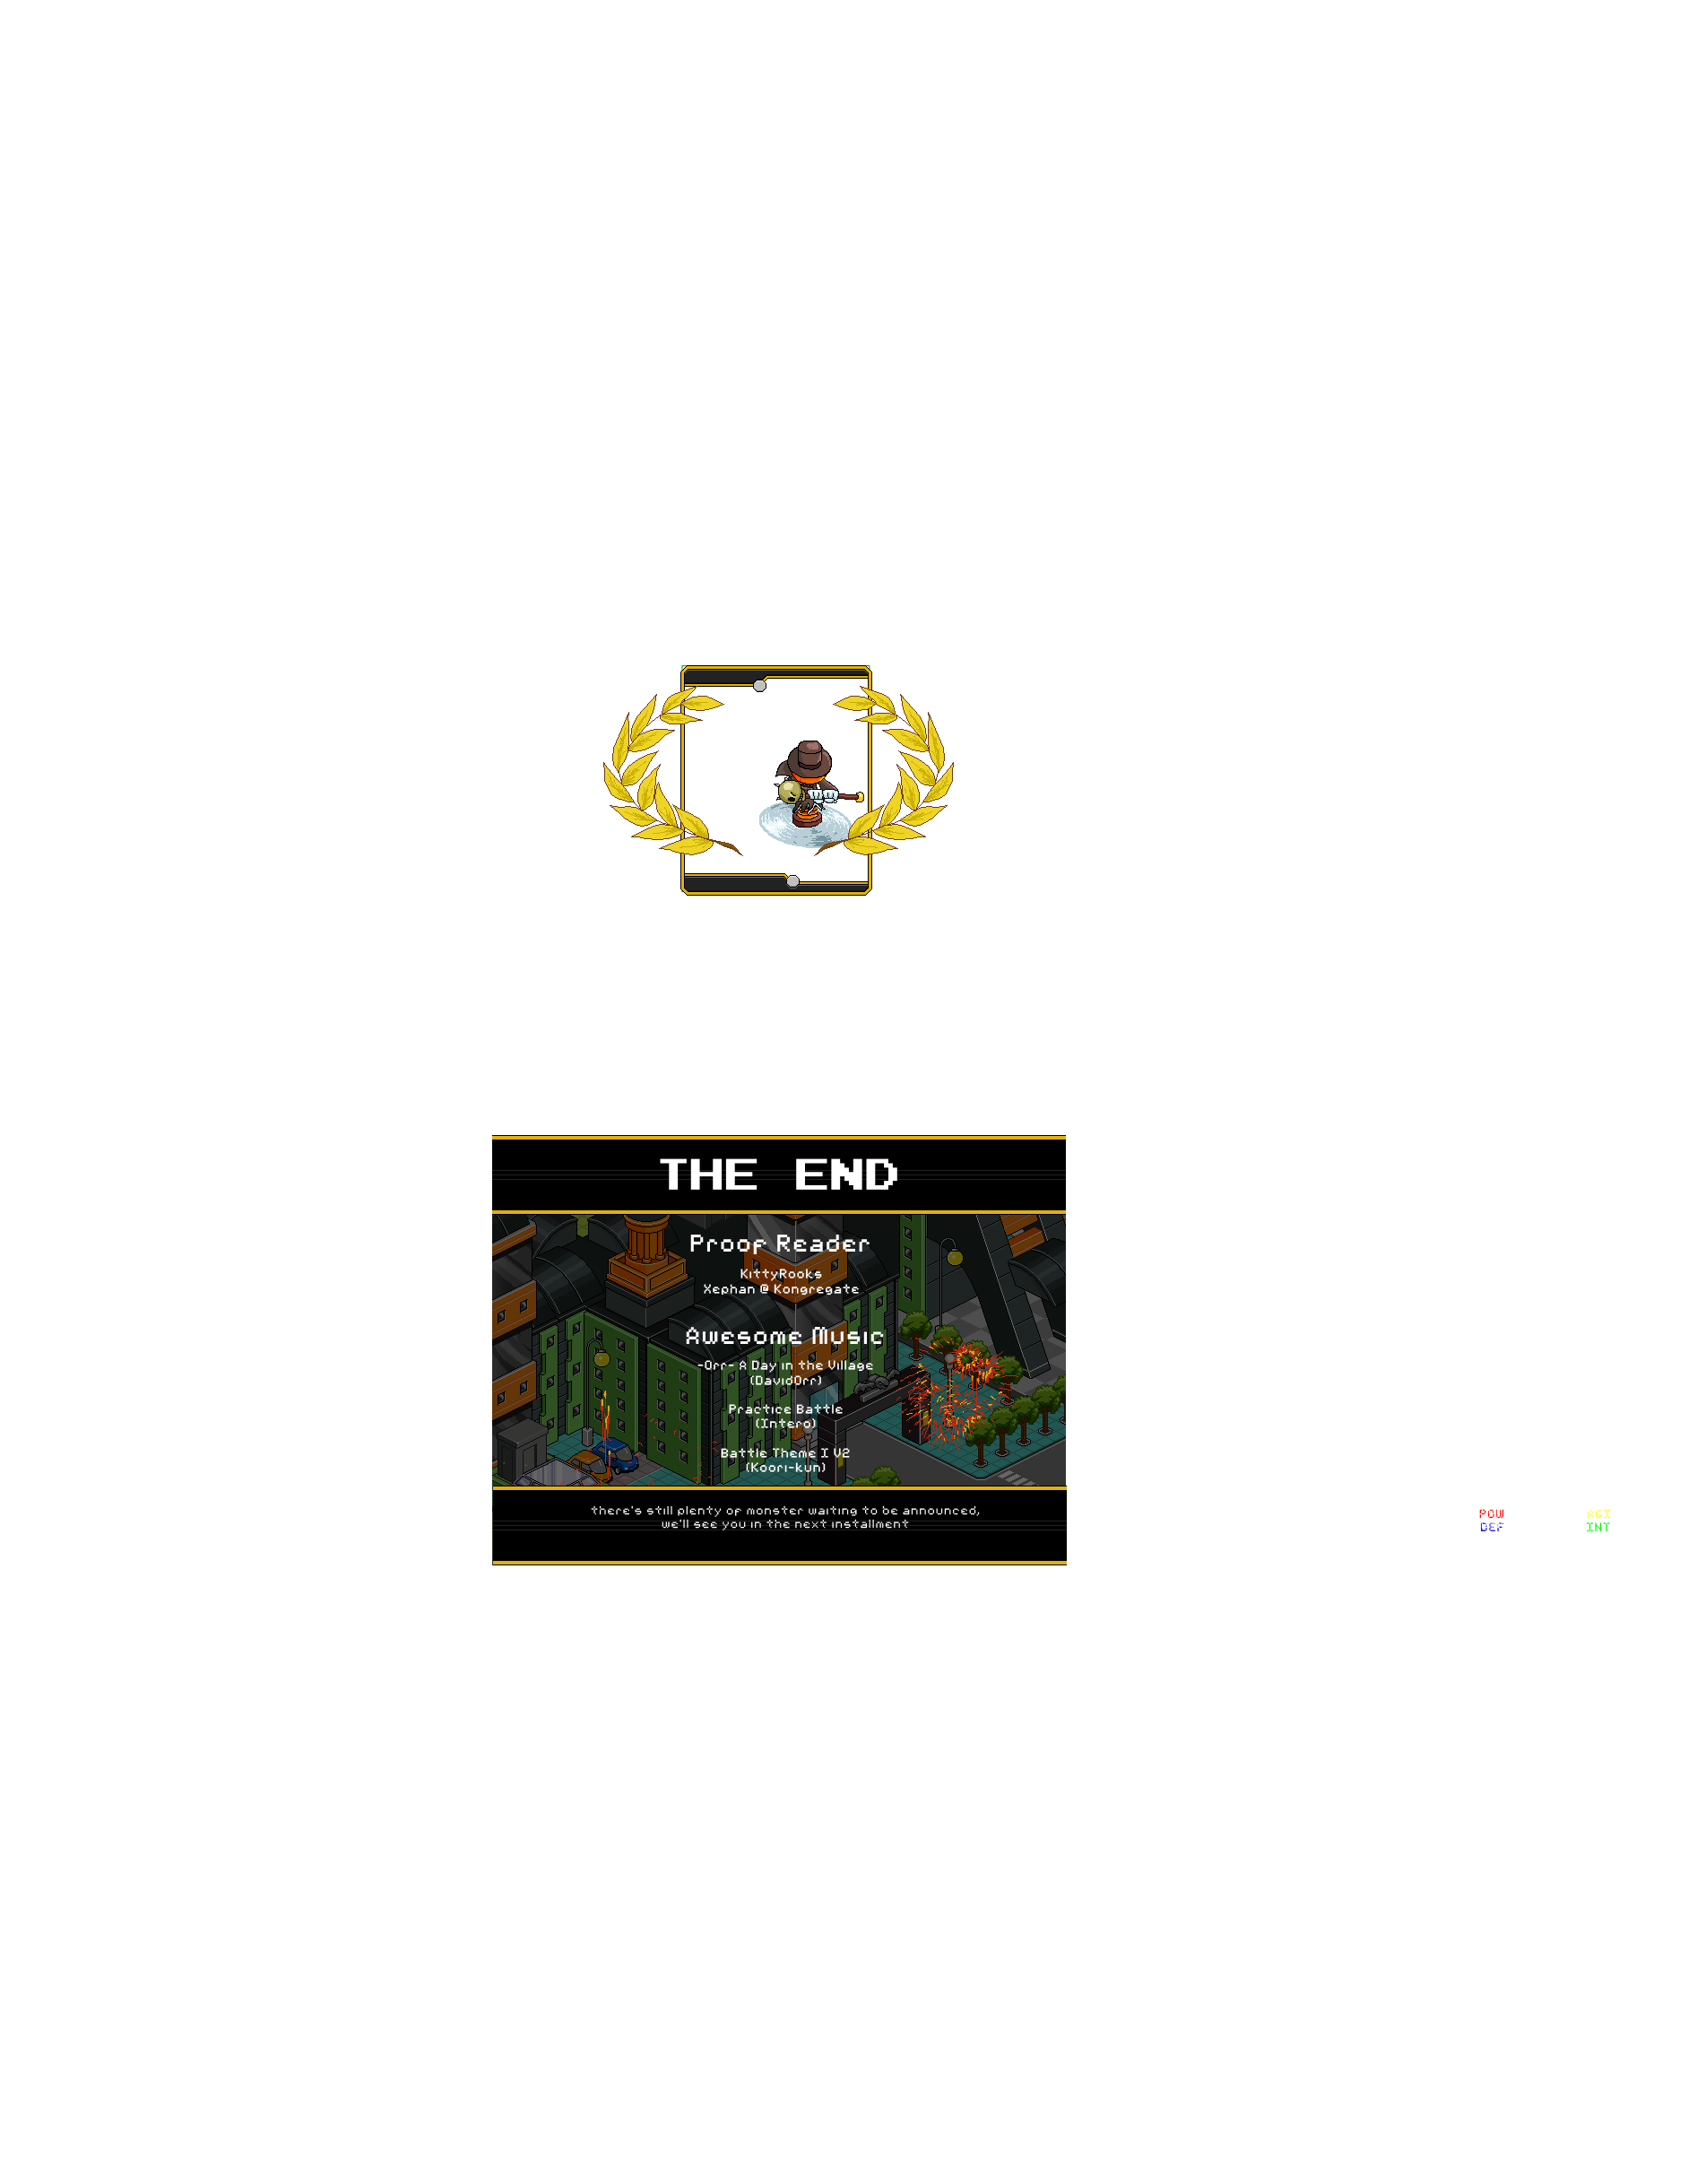 THE END
Proof Reader
KittyRooks
Xephan @ Kongregate
Awesome Music
-Orr- A Day in the Village
(DavidOrr)
Practice Battle
(Intero)
Battle Theme I V2
(Koori-kun)
there's still plenty of monster waiting to be announced,
we'll see you in the next installment
POW AGI
DEF INT